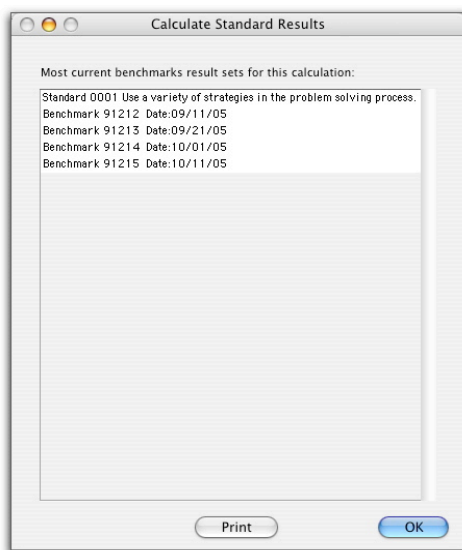 Calculate Standard Results
Most current benchmarks result sets for this calculation:
Standard 0001 Use a variety of strategies in the problem solving process.
Benchmark 91212 Date:09/11/05
Benchmark 91213 Date:09/21/05
Benchmark 91214 Date:10/01/05
Benchmark 91215 Date:10/11/05
Print
OK